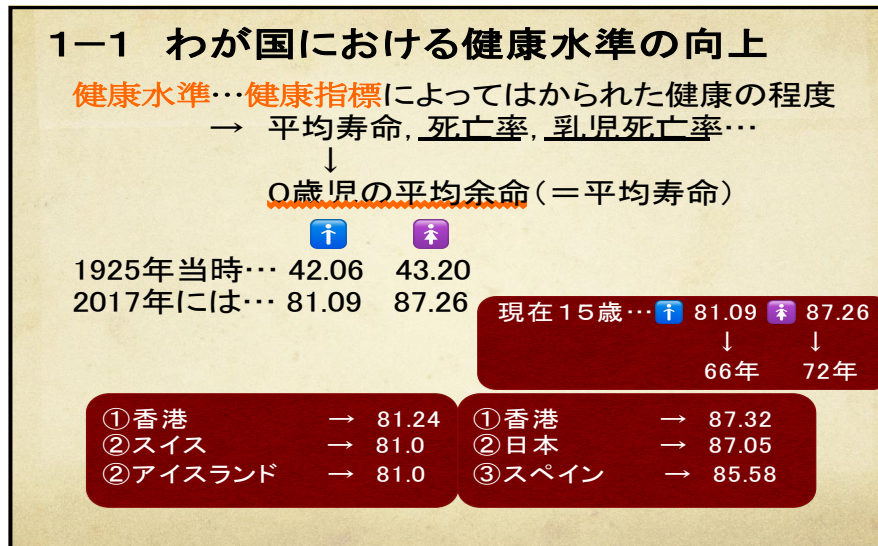 1−1 わが国における健康水準の向上
健康水準…健康指標によってはかられた健康の程度
→ 平均寿命, 死亡率, 乳児死亡率…
↓
0歳児の平均余命(=平均寿命)
🚹 🚺
1925年当時… 42.06 43.20
2017年には… 81.09 87.26
現在15歳…🚹 81.09 🚺 87.26
↓ ↓
66年 72年
①香港 → 81.24
②スイス → 81.0
②アイスランド → 81.0
①香港 → 87.32
②日本 → 87.05
③スペイン → 85.58